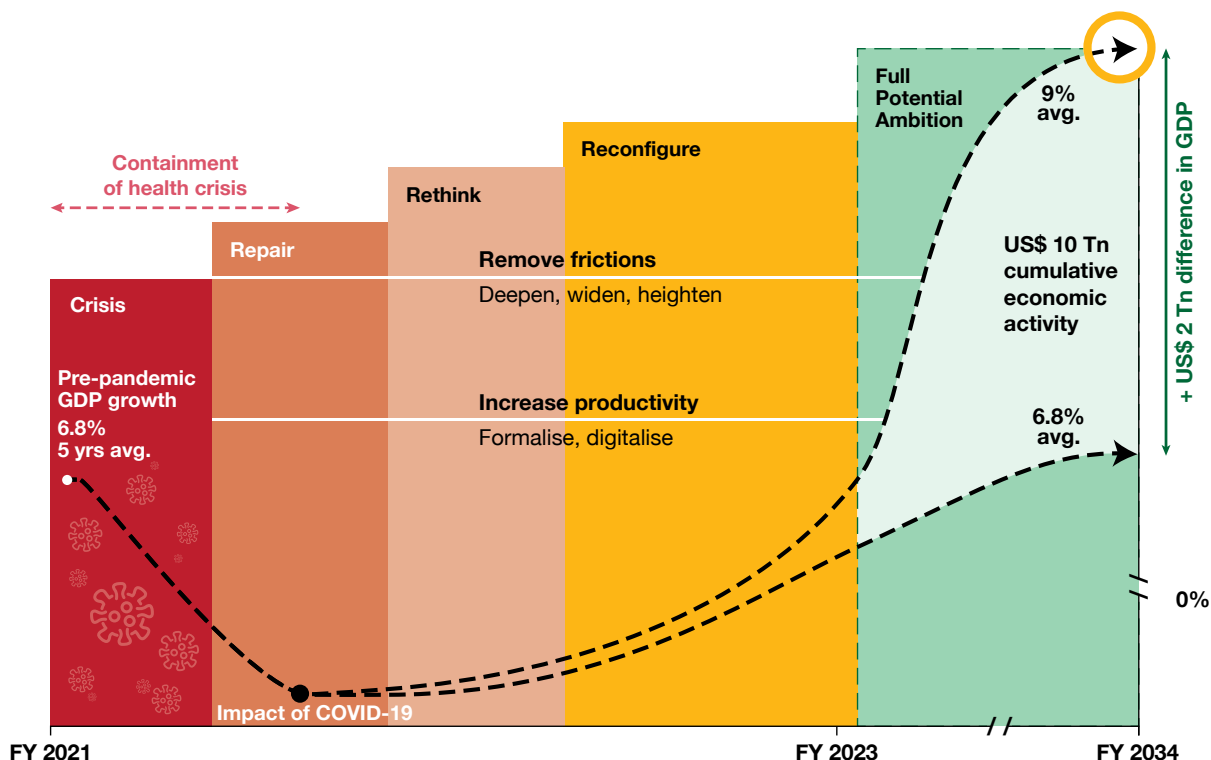 Containment
of health crisis
Crisis
Repair
Rethink
Reconfigure
Full
Potential
Ambition
9%
avg.
+ US$ 2 Tn difference in GDP
Remove frictions
Deepen, widen, heighten
US$ 10 Tn
cumulative
economic
activity
Pre-pandemic
GDP growth
6.8%
5 yrs avg.
Increase productivity
Formalise, digitalise
6.8%
avg.
0%
Impact of COVID-19
FY 2021
FY 2023
FY 2034